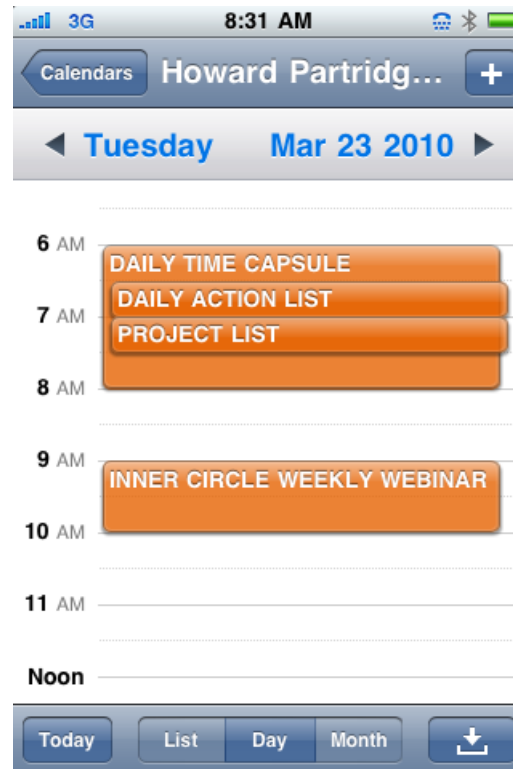 3G 8:31 AM
Calendars Howard Partridg... +
Tuesday Mar 23 2010
6 AM
DAILY TIME CAPSULE
DAILY ACTION LIST
7 AM
PROJECT LIST
8 AM
9 AM
INNER CIRCLE WEEKLY WEBINAR
10 AM
11 AM
Noon
Today List Day Month